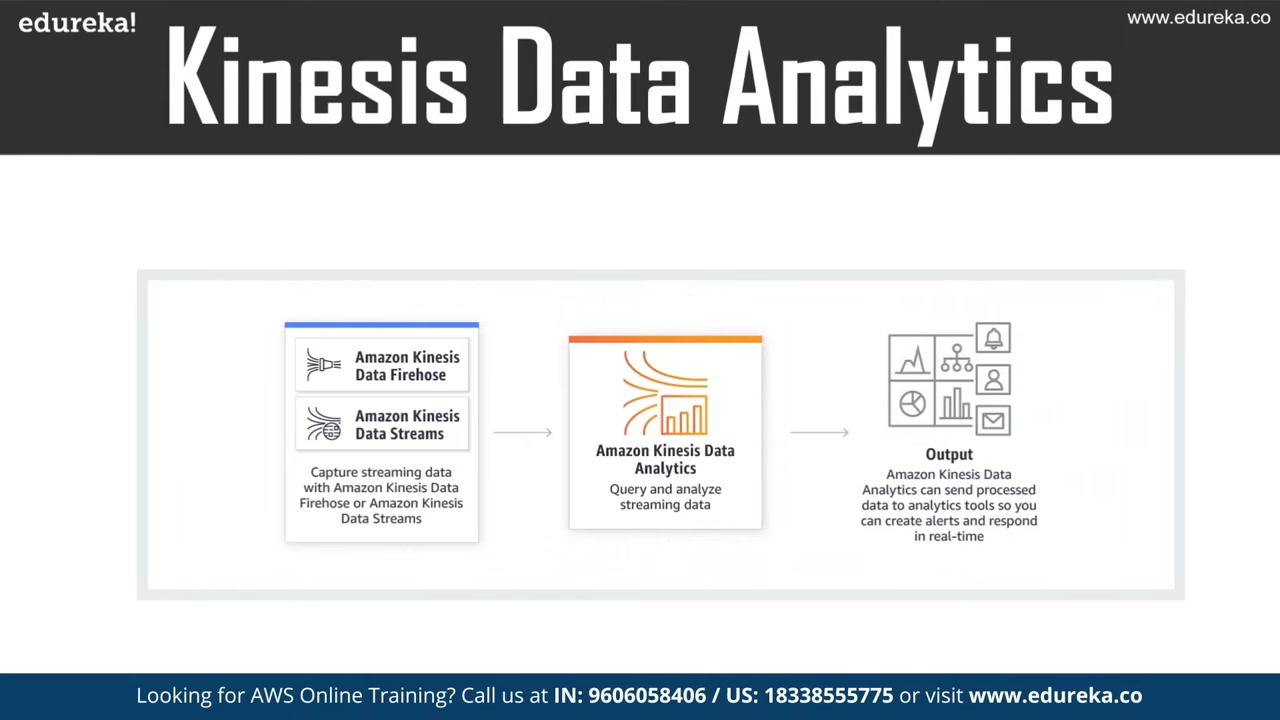 edureka!
www.edureka.co
Kinesis Data Analytics
Amazon Kinesis
Data Firehose
Amazon Kinesis
Data Streams
Capture streaming data
with Amazon Kinesis Data
Firehose or Amazon Kinesis
Data Streams
Amazon Kinesis Data
Analytics
Query and analyze
streaming data
Output
Amazon Kinesis Data
Analytics can send processed
data to analytics tools so you
can create alerts and respond
in real-time
Looking for AWS Online Training? Call us at IN: 9606058406 / US: 18338555775 or visit www.edureka.co